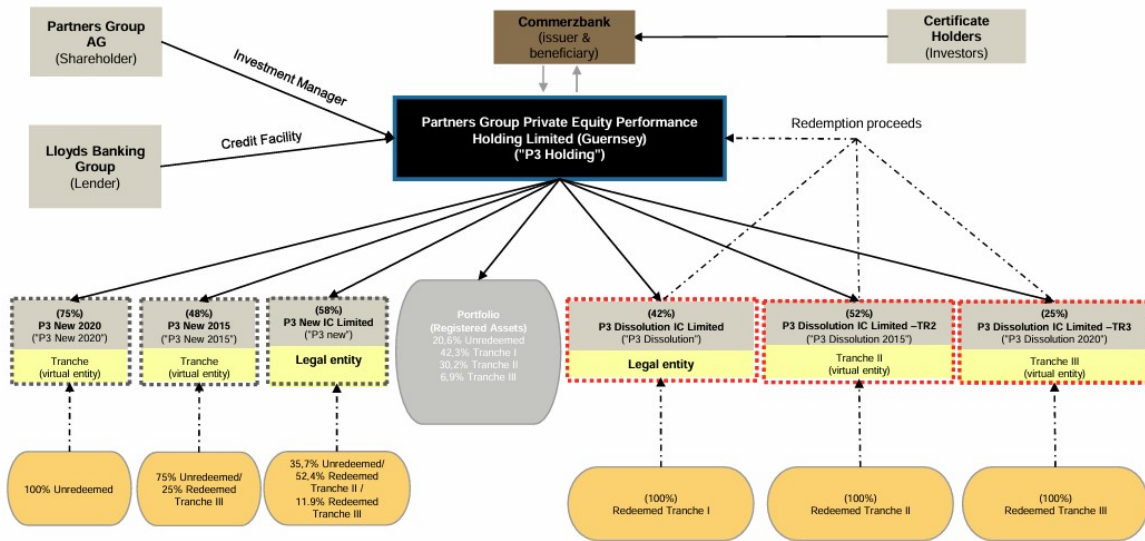 Partners Group
AG
(Shareholder)
Commerzbank
(issuer &
beneficiary)
Certificate
Holders
(Investors)
Investment Manager
Lloyds Banking
Group
(Lender)
Credit Facility
Partners Group Private Equity Performance
Holding Limited (Guernsey)
("P3 Holding")
Redemption proceeds
(75%)
P3 New 2020
("P3 New 2020")
Tranche
(virtual entity)
(48%)
P3 New 2015
("P3 New 2015")
Tranche
(virtual entity)
(58%)
P3 New IC Limited
("P3 new")
Legal entity
Portfolio
(Registered Assets)
20,6% Unredeemed
42,3% Tranche I
30,2% Tranche II
6,9% Tranche III
(42%)
P3 Dissolution IC Limited
("P3 Dissolution")
Legal entity
(52%)
P3 Dissolution IC Limited –TR2
("P3 Dissolution 2015")
Tranche II
(virtual entity)
(25%)
P3 Dissolution IC Limited –TR3
("P3 Dissolution 2020")
Tranche III
(virtual entity)
100% Unredeemed
75% Unredeemed/
25% Redeemed
Tranche III
35,7% Unredeemed/
52,4% Redeemed
Tranche II /
11.9% Redeemed
Tranche III
(100%)
Redeemed Tranche I
(100%)
Redeemed Tranche II
(100%)
Redeemed Tranche III